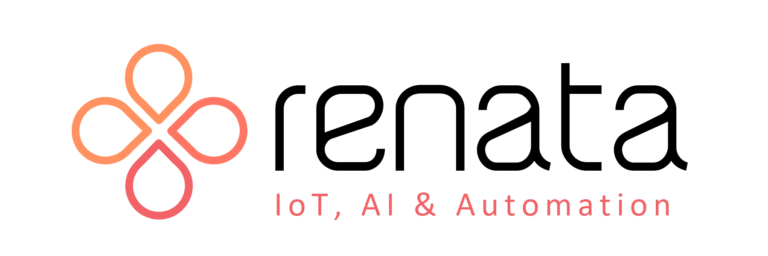 renata
IoT, AI & Automation